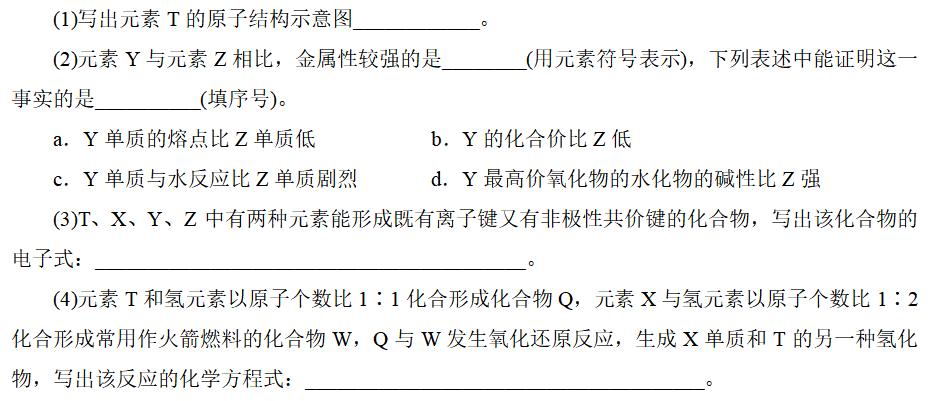 (1)写出元素 T 的原子结构示意图____________。
(2)元素 Y 与元素 Z 相比，金属性较强的是________(用元素符号表示)，下列表述中能证明这一
事实的是__________(填序号)。
a．Y 单质的熔点比 Z 单质低 b．Y 的化合价比 Z 低
c．Y 单质与水反应比 Z 单质剧烈 d．Y 最高价氧化物的水化物的碱性比 Z 强
(3)T、X、Y、Z 中有两种元素能形成既有离子键又有非极性共价键的化合物，写出该化合物的
电子式：________________________________________。
(4)元素 T 和氢元素以原子个数比 1∶1 化合形成化合物 Q，元素 X 与氢元素以原子个数比 1∶2
化合形成常用作火箭燃料的化合物 W，Q 与 W 发生氧化还原反应，生成 X 单质和 T 的另一种氢化
物，写出该反应的化学方程式：______________________________________。